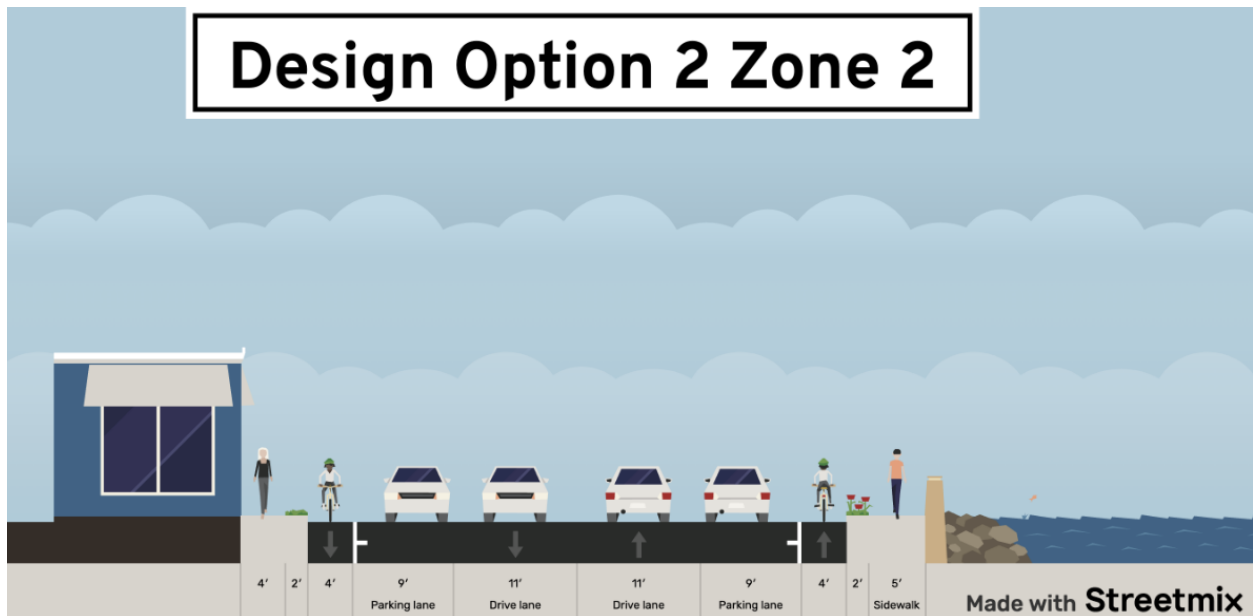 Design Option 2 Zone 2
4' 2' 4' 9' 11' 11' 9' 4' 2' 5'
Parking lane Drive lane Drive lane Parking lane Sidewalk
Made with Streetmix